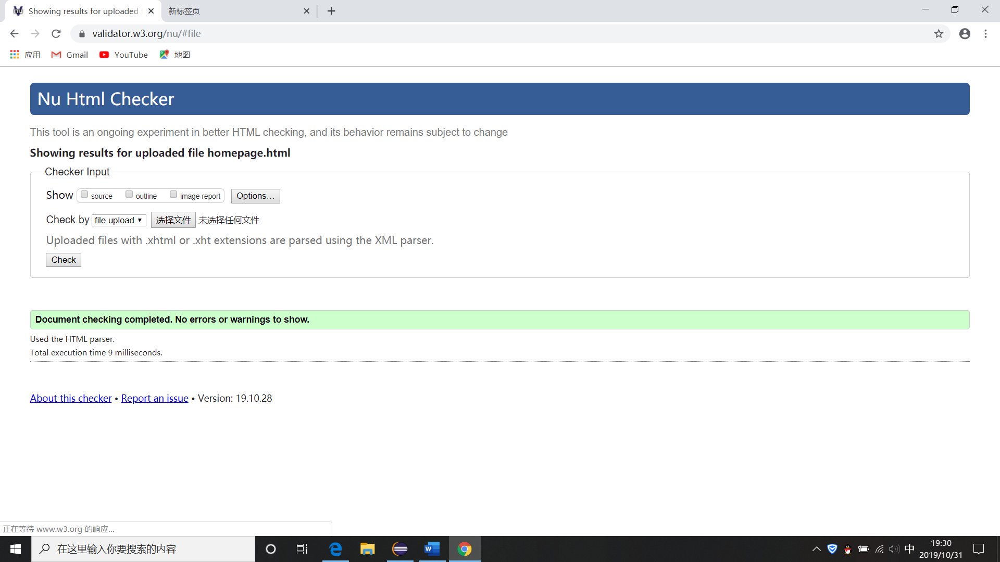 Showing results for uploaded
新标签页
validator.w3.org/nu/#file
应用 Gmail YouTube 地图
Nu Html Checker
This tool is an ongoing experiment in better HTML checking, and its behavior remains subject to change
Showing results for uploaded file homepage.html
Checker Input
Show source outline image report Options...
Check by file upload 选择文件 未选择任何文件
Uploaded files with .xhtml or .xht extensions are parsed using the XML parser.
Check
Document checking completed. No errors or warnings to show.
Used the HTML parser.
Total execution time 9 milliseconds.
About this checker • Report an issue • Version: 19.10.28
正在等待 www.w3.org 的响应...
在这里输入你要搜索的内容
中
19:30
2019/10/31